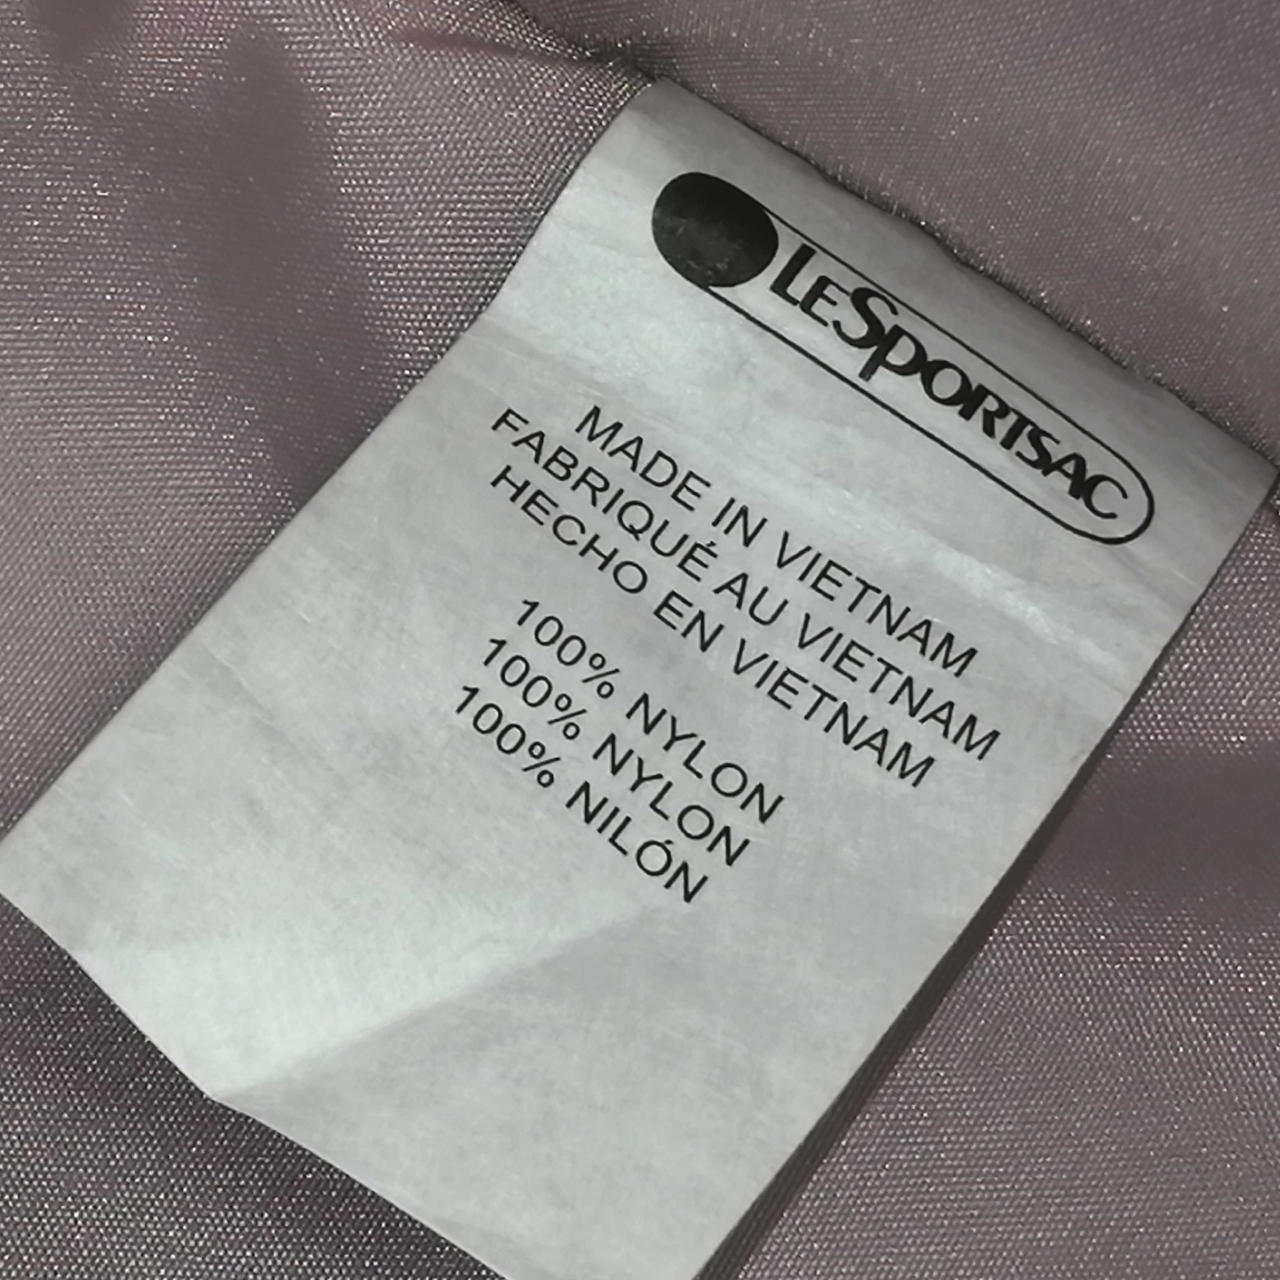 LESPORTSAC
MADE IN VIETNAM
FABRIQUÉ AU VIETNAM
HECHO EN VIETNAM
100% NYLON
100% NYLON
100% NILÓN